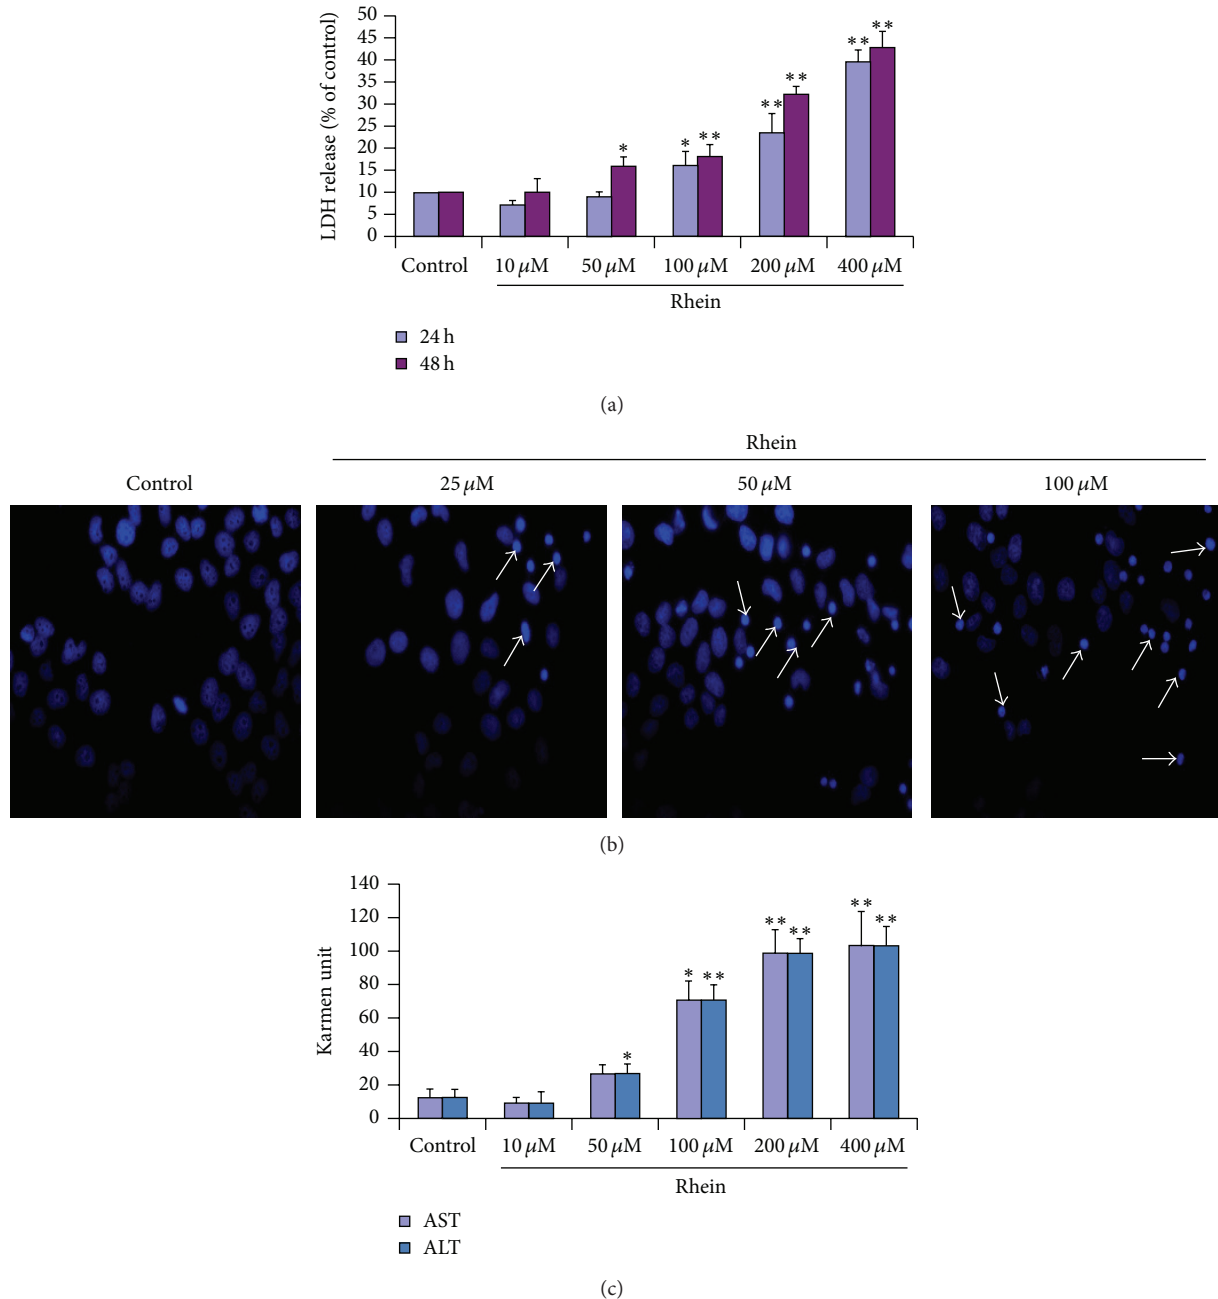 LDH release (% of control)
50
45
40
35
30
25
20
15
10
5
0
* * * * * * * * * * * *
Control 10 μM 50 μM 100 μM 200 μM 400 μM
Rhein
24 h
48 h
(a)
Rhein
Control 25 μM 50 μM 100 μM
(b)
Karmen unit
140
120
100
80
60
40
20
0
* * * * * * * * * * * *
Control 10 μM 50 μM 100 μM 200 μM 400 μM
Rhein
AST
ALT
(c)